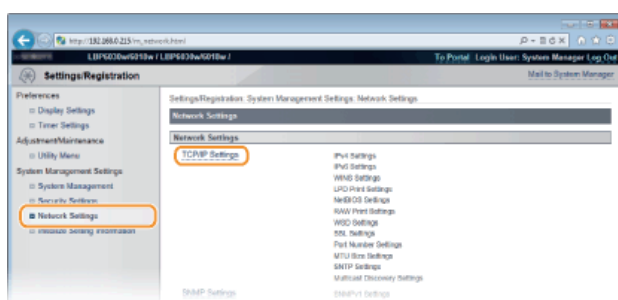 http://192.168.0.215/m_network.html
LBP6030w/6018w / LBP6030w/6018w /
To Portal Login User: System Manager Log Out
Settings/Registration
Mail to System Manager
Preferences
Display Settings
Timer Settings
Adjustment/Maintenance
Utility Menu
System Management Settings
System Management
Security Settings
Network Settings
Initialize Setting Information
Settings/Registration: System Management Settings: Network Settings
Network Settings
Network Settings
TCP/IP Settings
IPv4 Settings
IPv6 Settings
WINS Settings
LPD Print Settings
NetBIOS Settings
RAW Print Settings
WSD Settings
SSL Settings
Port Number Settings
MTU Size Settings
SNTP Settings
Multicast Discovery Settings
SNMP Settings
SNMPv1 Settings